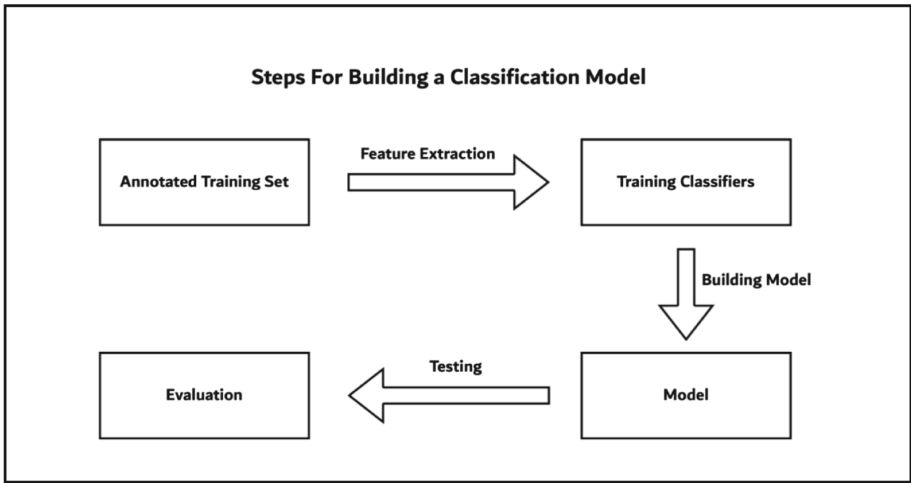 Steps For Building a Classification Model
Feature Extraction
Annotated Training Set
Training Classifiers
Building Model
Testing
Evaluation
Model